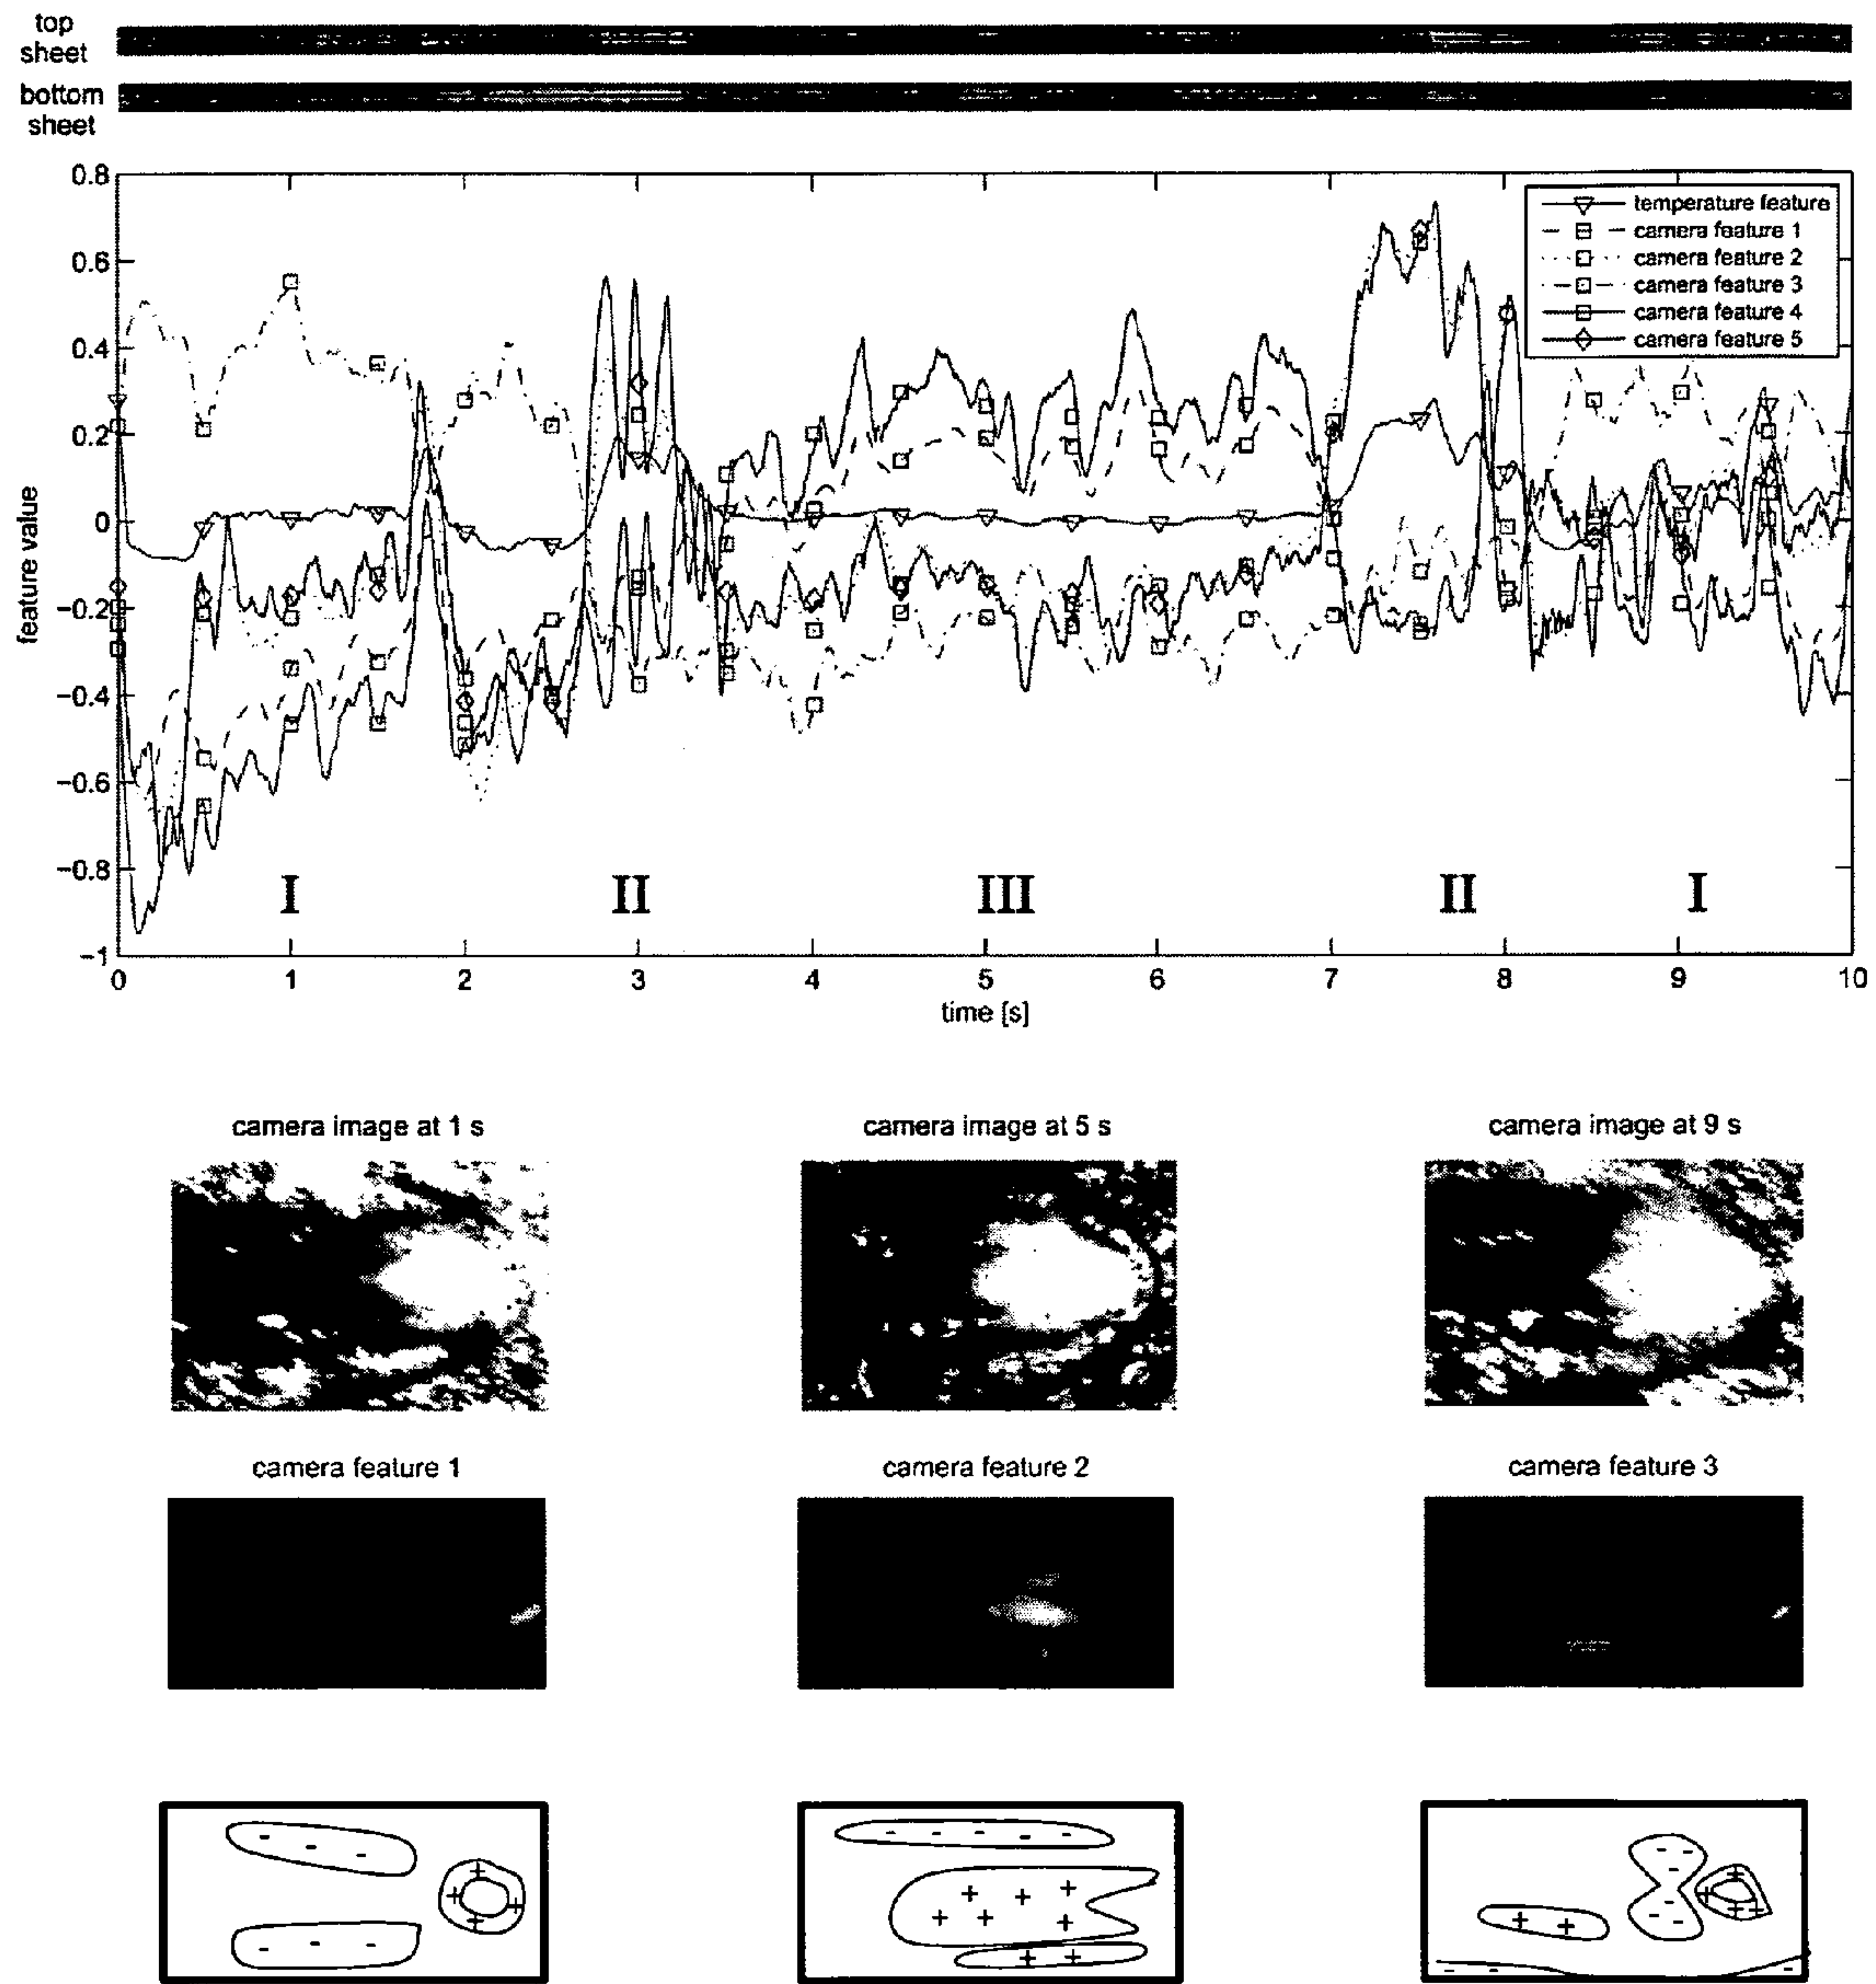 top
sheet
bottom
sheet
0.8
0.6
0.4
0.2
0
−0.2
−0.4
−0.6
−0.8
−1
feature value
temperature feature
camera feature 1
camera feature 2
camera feature 3
camera feature 4
camera feature 5
I II III II I
0 1 2 3 4 5 6 7 8 9 10
time [s]
camera image at 1 s camera image at 5 s camera image at 9 s
camera feature 1 camera feature 2 camera feature 3